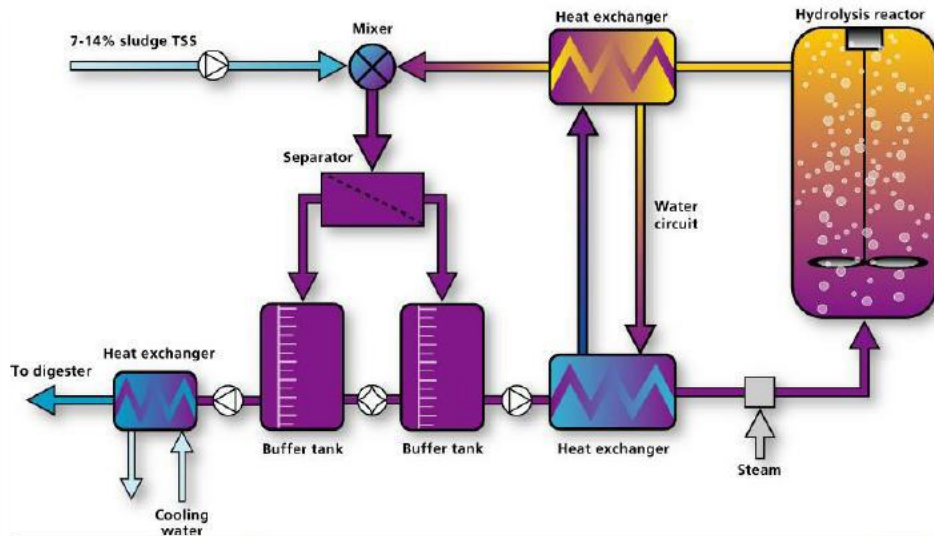 Heat exchanger
Hydrolysis reactor
Mixer
7-14% sludge TSS
Separator
Water
circuit
Heat exchanger
To digester
Buffer tank
Buffer tank
Heat exchanger
Steam
Cooling
water